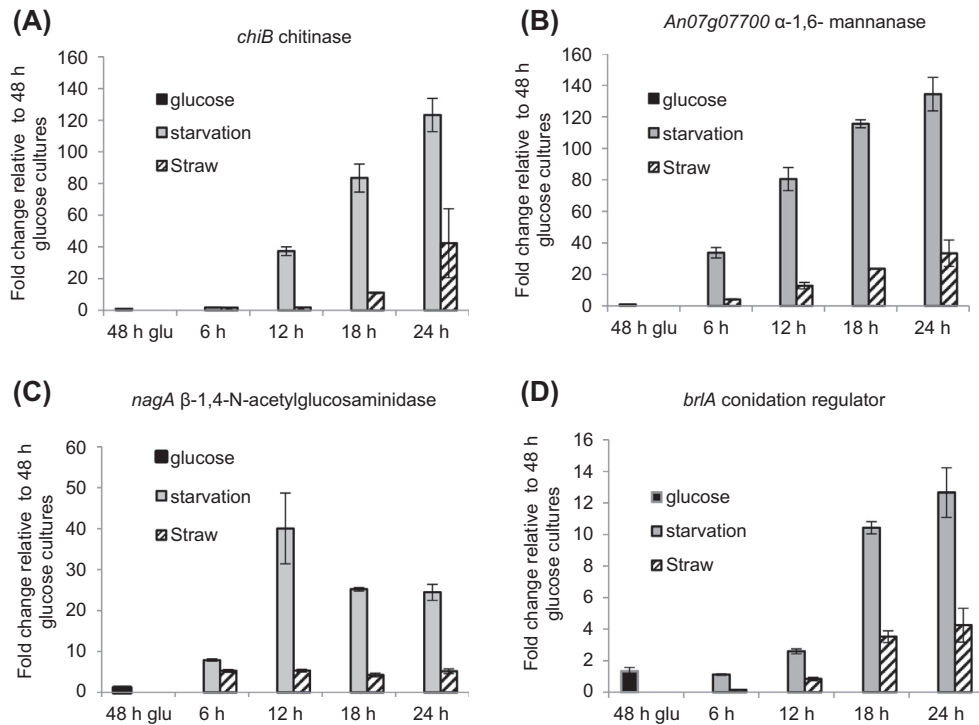 (A)
chiB chitinase
Fold change relative to 48 h
glucose cultures
160
140
120
100
80
60
40
20
0
glucose
starvation
Straw
48 h glu 6 h 12 h 18 h 24 h
(B)
An07g07700 α-1,6- mannanase
Fold change relative to 48 h
glucose cultures
160
140
120
100
80
60
40
20
0
glucose
starvation
Straw
48 h glu 6 h 12 h 18 h 24 h
(C)
nagA β-1,4-N-acetylglucosaminidase
Fold change relative to 48 h
glucose cultures
60
50
40
30
20
10
0
glucose
starvation
Straw
48 h glu 6 h 12 h 18 h 24 h
(D)
brlA conidation regulator
Fold change relative to 48 h
glucose cultures
16
14
12
10
8
6
4
2
0
glucose
starvation
Straw
48 h glu 6 h 12 h 18 h 24 h